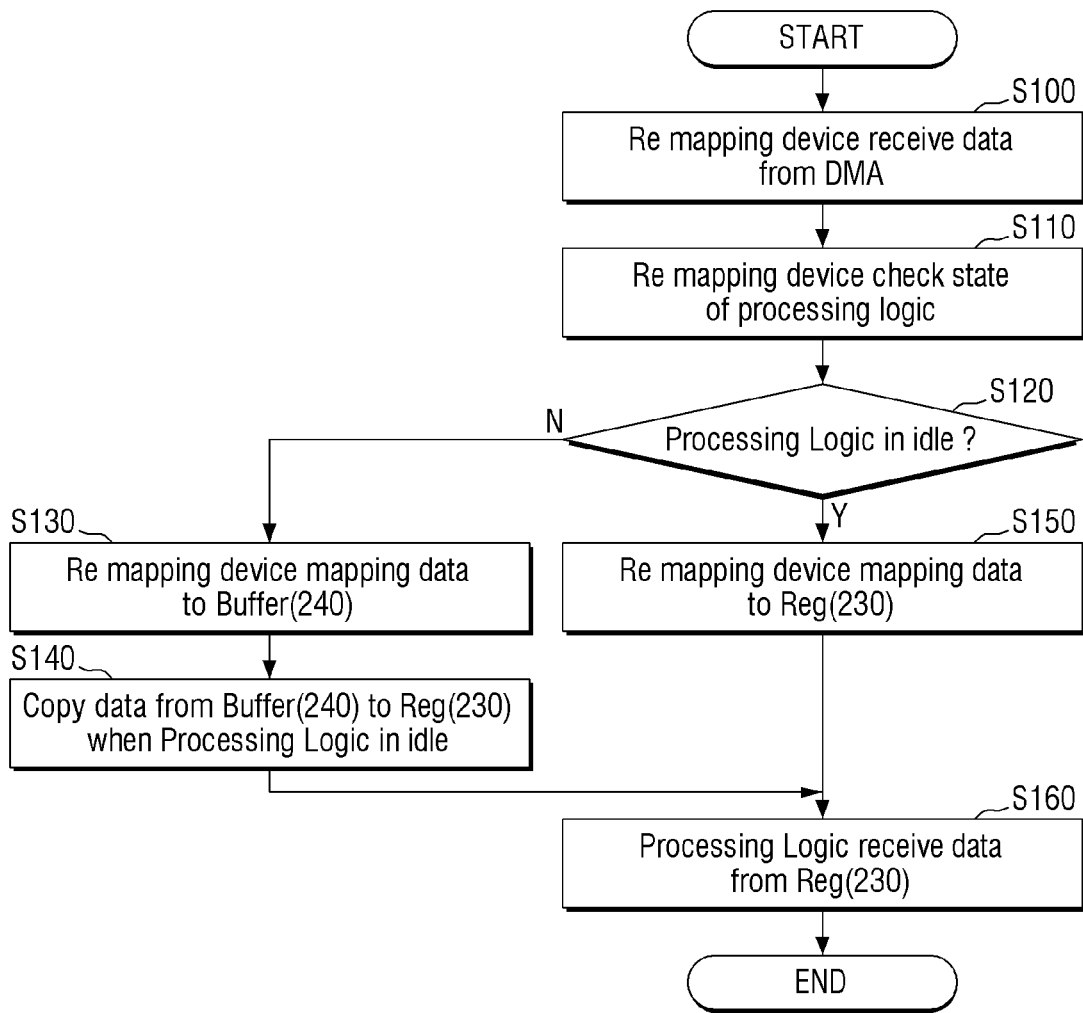 START
S100
Re mapping device receive data
from DMA
S110
Re mapping device check state
of processing logic
S120
N
Processing Logic in idle ?
Y
S130
Re mapping device mapping data
to Buffer(240)
S150
Re mapping device mapping data
to Reg(230)
S140
Copy data from Buffer(240) to Reg(230)
when Processing Logic in idle
S160
Processing Logic receive data
from Reg(230)
END